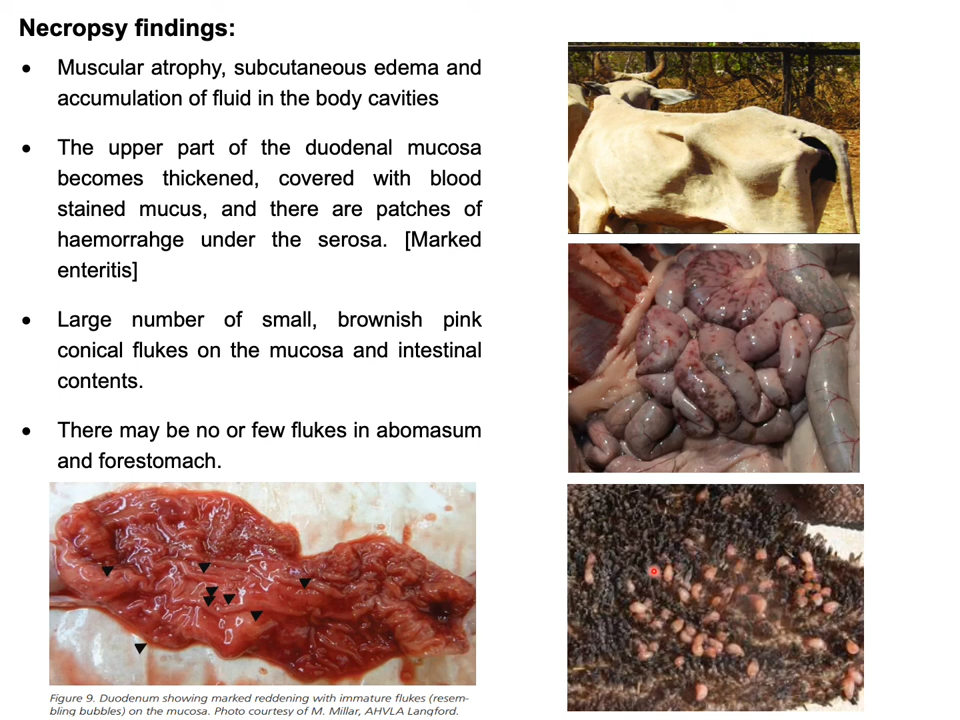 Necropsy findings:
• Muscular atrophy, subcutaneous edema and
accumulation of fluid in the body cavities
• The upper part of the duodenal mucosa
becomes thickened, covered with blood
stained mucus, and there are patches of
haemorrahge under the serosa. [Marked
enteritis]
• Large number of small, brownish pink
conical flukes on the mucosa and intestinal
contents.
• There may be no or few flukes in abomasum
and forestomach.
Figure 9. Duodenum showing marked reddening with immature flukes (resem-
bling bubbles) on the mucosa. Photo courtesy of M. Millar, AHVLA Langford.